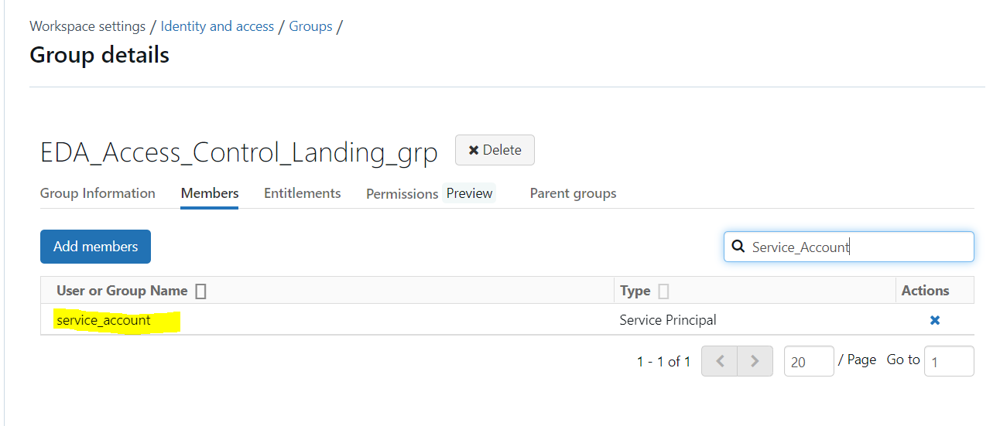 Workspace settings / Identity and access / Groups /
Group details
EDA_Access_Control_Landing_grp ✖ Delete
Group Information Members Entitlements Permissions Preview Parent groups
Add members Service_Account
User or Group Name Type Actions
service_account Service Principal ✖
1 - 1 of 1 < > 20 / Page Go to 1